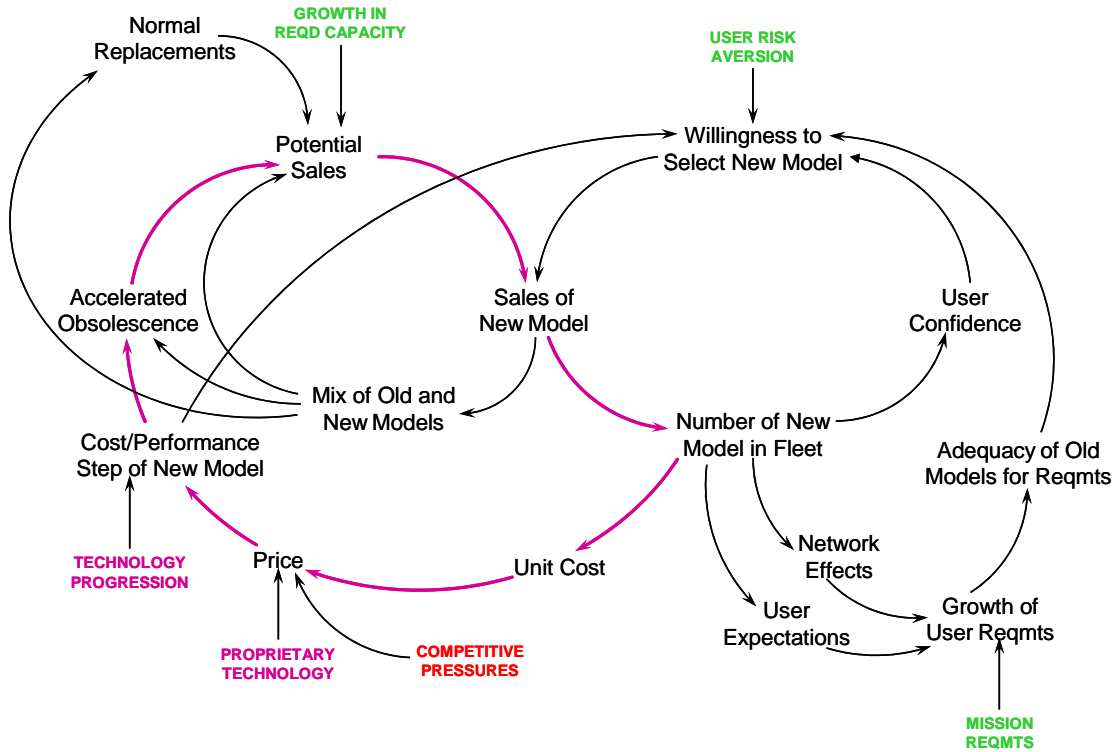 GROWTH IN
REQD CAPACITY
Normal
Replacements
USER RISK
AVERSION
Potential
Sales
Willingness to
Select New Model
Accelerated
Obsolescence
Sales of
New Model
User
Confidence
Mix of Old and
New Models
Number of New
Model in Fleet
Cost/Performance
Step of New Model
Adequacy of Old
Models for Reqmts
TECHNOLOGY
PROGRESSION
Price
Unit Cost
Network
Effects
User
Expectations
Growth of
User Reqmts
PROPRIETARY
TECHNOLOGY
COMPETITIVE
PRESSURES
MISSION
REQMTS